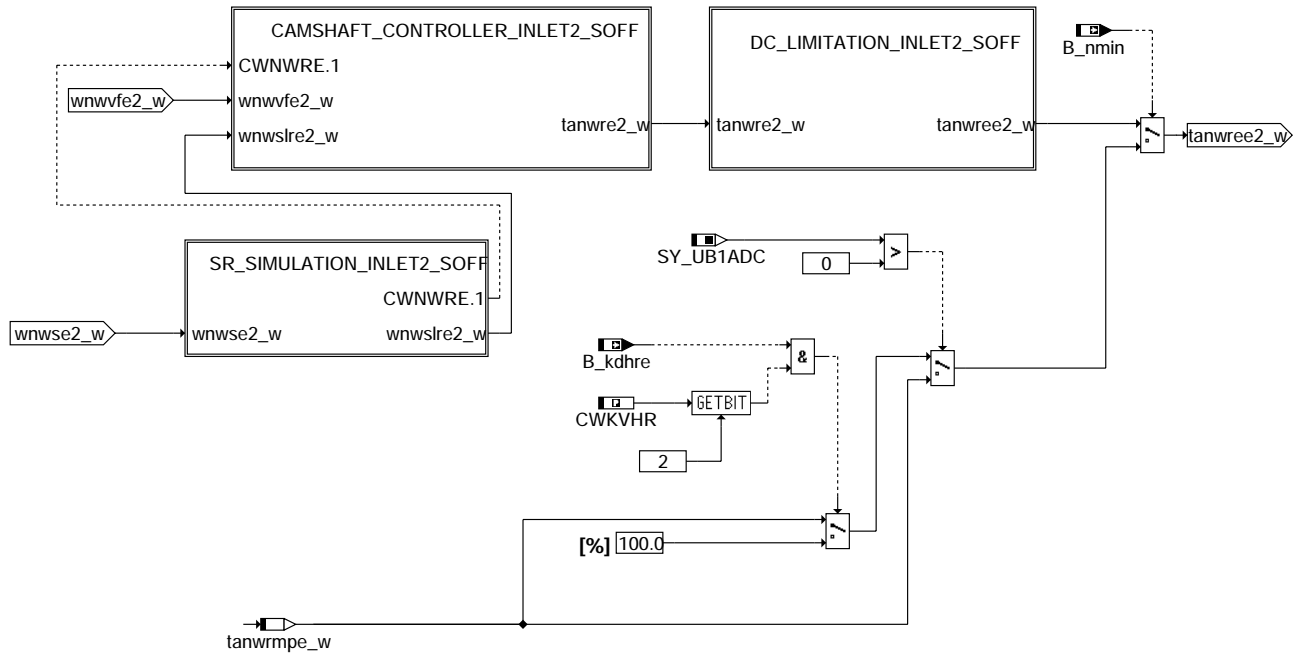 CAMSHAFT_CONTROLLER_INLET2_SOFF
CWNWRE.1
wnwvfe2_w
wnwvfe2_w
wnwslre2_w
tanwre2_w
DC_LIMITATION_INLET2_SOFF
tanwre2_w
tanwree2_w
B_nmin
tanwree2_w
SR_SIMULATION_INLET2_SOFF
CWNWRE.1
wnwse2_w
wnwse2_w
wnwslre2_w
SY_UB1ADC
0
>
B_kdhre
&
CWKVHR
GETBIT
2
[%] 100.0
tanwrmpe_w